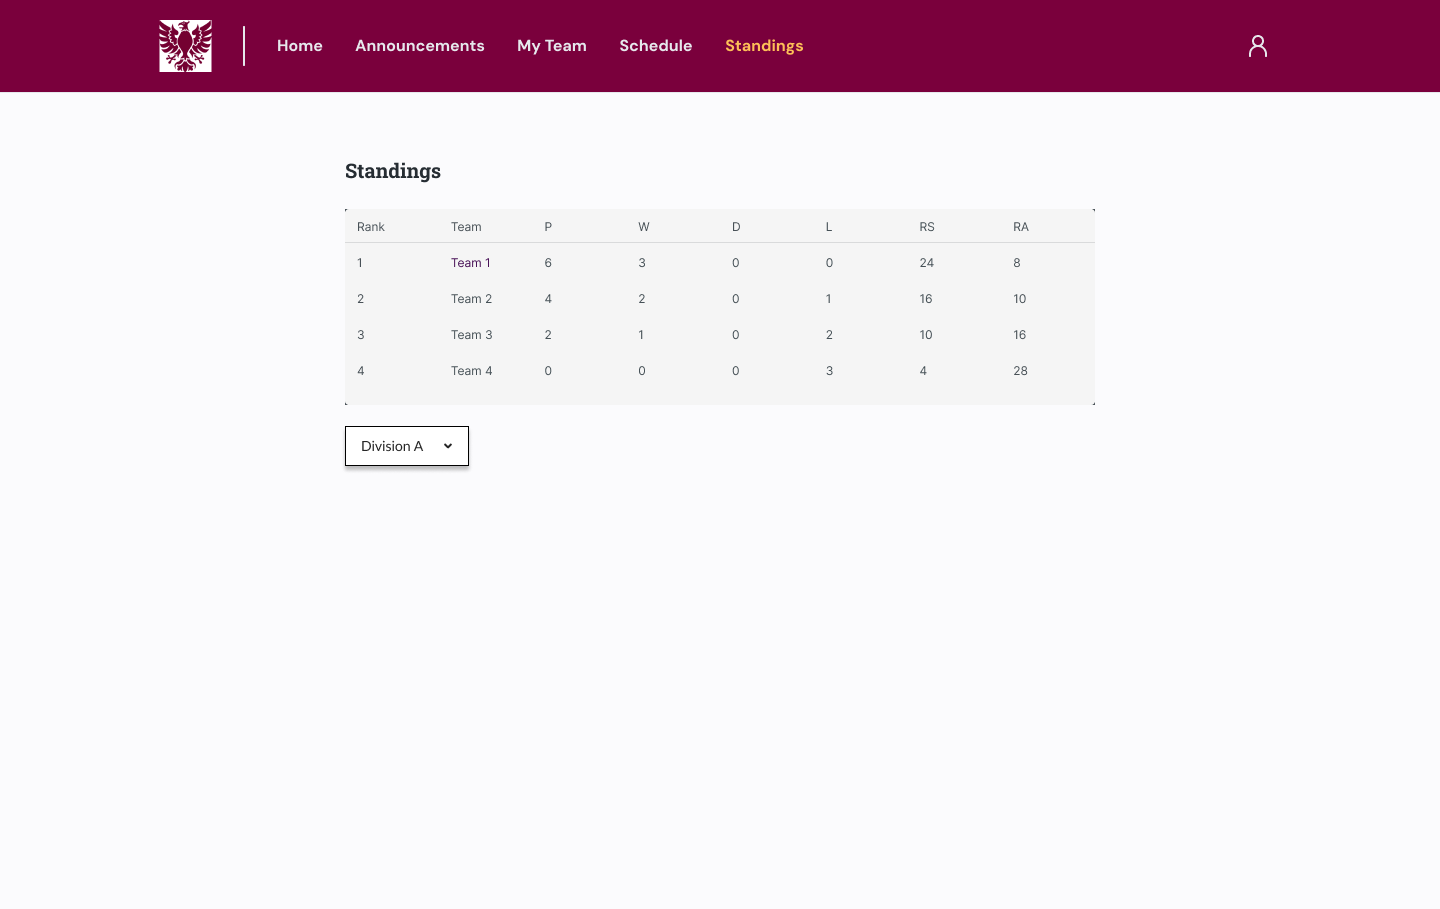 Home Announcements My Team Schedule Standings
Standings
Rank Team P W D L RS RA
1 Team 1 6 3 0 0 24 8
2 Team 2 4 2 0 1 16 10
3 Team 3 2 1 0 2 10 16
4 Team 4 0 0 0 3 4 28
Division A